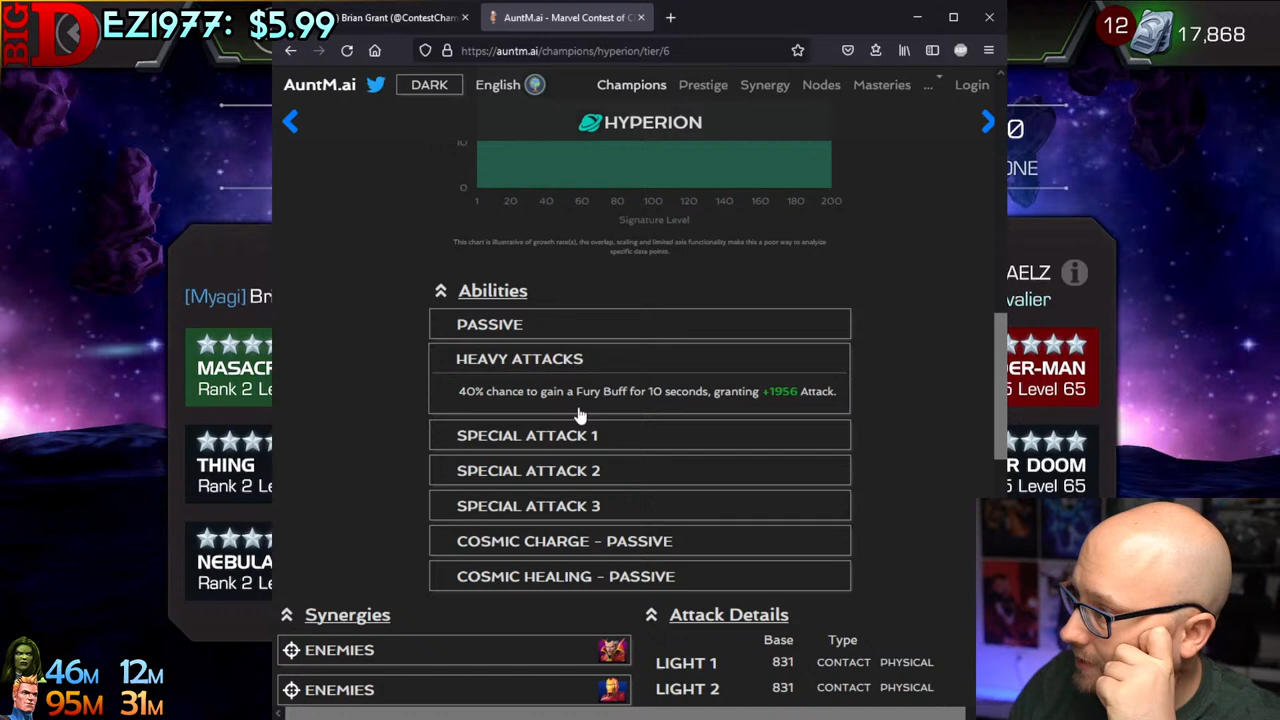 BIG D EZ1977: $5.99
) Brian Grant (@ContestCham
AuntM.ai - Marvel Contest of C
https://auntm.ai/champions/hyperion/tier/6
12 17,868
AuntM.ai DARK English Champions Prestige Synergy Nodes Masteries ... Login
HYPERION
10
0
1 20 40 60 80 100 120 140 160 180 200
Signature Level
This chart is illustrative of growth rate(s), the overlap, scaling and limited axis functionality make this a poor way to analyize
specific data points.
0
ONE
Abilities
PASSIVE
HEAVY ATTACKS
40% chance to gain a Fury Buff for 10 seconds, granting +1956 Attack.
SPECIAL ATTACK 1
SPECIAL ATTACK 2
SPECIAL ATTACK 3
COSMIC CHARGE – PASSIVE
COSMIC HEALING – PASSIVE
Synergies
ENEMIES
ENEMIES
Attack Details
Base Type
LIGHT 1 831 CONTACT PHYSICAL
LIGHT 2 831 CONTACT PHYSICAL
[Myagi] Br
MASACR
Rank 2 Le
THING
Rank 2 Le
NEBUL
Rank 2 Le
AELZ
valier
DER-MAN
5 Level 65
R DOOM
5 Level 65
46M 12M
95M 31M